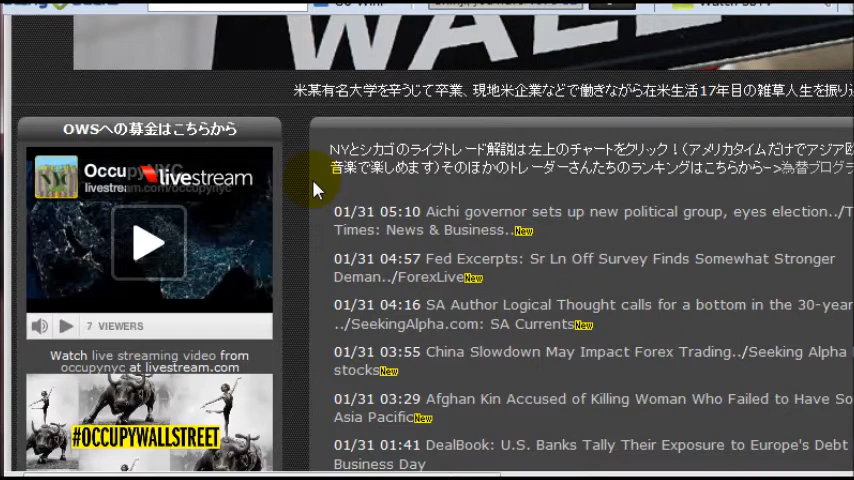 WALL
米某有名大学を辛うじて卒業、現地米企業などで働きながら在米生活17年目の雑草人生を振り
OWSへの募金はこちらから
OccupyNYC
livestream
livestream.com/occupynyc
7 VIEWERS
Watch live streaming video from
occupynyc at livestream.com
#OCCUPYWALLSTREET
NYとシカゴのライブトレード解説は左上のチャートをクリック！(アメリカタイムだけでアジア欧
音楽で楽しめます)そのほかのトレーダーさんたちのランキングはこちらから->為替ブログラ
01/31 05:10 Aichi governor sets up new political group, eyes election../T
Times: News & Business..New
01/31 04:57 Fed Excerpts: Sr Ln Off Survey Finds Somewhat Stronger
Deman../ForexLiveNew
01/31 04:16 SA Author Logical Thought calls for a bottom in the 30-year
../SeekingAlpha.com: SA CurrentsNew
01/31 03:55 China Slowdown May Impact Forex Trading../Seeking Alpha
stocksNew
01/31 03:29 Afghan Kin Accused of Killing Woman Who Failed to Have So
Asia PacificNew
01/31 01:41 DealBook: U.S. Banks Tally Their Exposure to Europe's Debt
Business Day